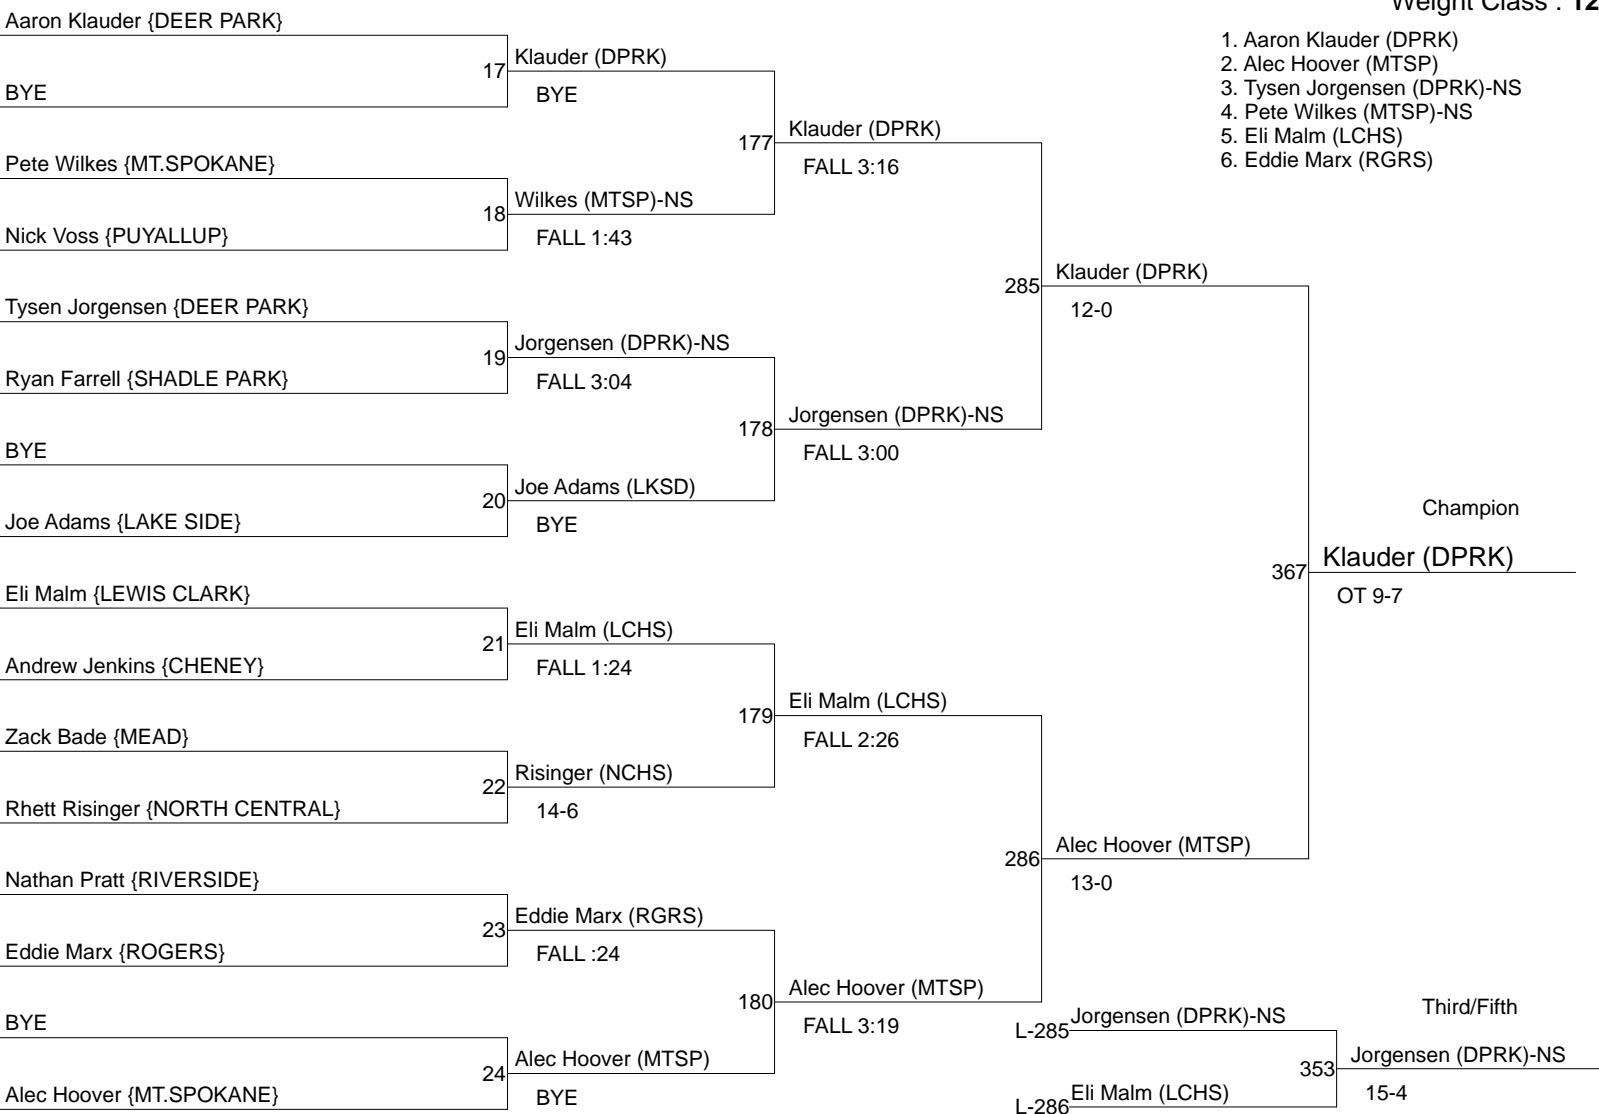 Weight Class : 12
1. Aaron Klauder (DPRK)
2. Alec Hoover (MTSP)
3. Tysen Jorgensen (DPRK)-NS
4. Pete Wilkes (MTSP)-NS
5. Eli Malm (LCHS)
6. Eddie Marx (RGRS)
Aaron Klauder {DEER PARK}
BYE
Pete Wilkes {MT.SPOKANE}
Nick Voss {PUYALLUP}
Tysen Jorgensen {DEER PARK}
Ryan Farrell {SHADLE PARK}
BYE
Joe Adams {LAKE SIDE}
Eli Malm {LEWIS CLARK}
Andrew Jenkins {CHENEY}
Zack Bade {MEAD}
Rhett Risinger {NORTH CENTRAL}
Nathan Pratt {RIVERSIDE}
Eddie Marx {ROGERS}
BYE
Alec Hoover {MT.SPOKANE}
17
Klauder (DPRK)
BYE
18
Wilkes (MTSP)-NS
FALL 1:43
19
Jorgensen (DPRK)-NS
FALL 3:04
20
Joe Adams (LKSD)
BYE
21
Eli Malm (LCHS)
FALL 1:24
22
Risinger (NCHS)
14-6
23
Eddie Marx (RGRS)
FALL :24
24
Alec Hoover (MTSP)
BYE
177
Klauder (DPRK)
FALL 3:16
178
Jorgensen (DPRK)-NS
FALL 3:00
179
Eli Malm (LCHS)
FALL 2:26
180
Alec Hoover (MTSP)
FALL 3:19
285
Klauder (DPRK)
12-0
286
Alec Hoover (MTSP)
13-0
Champion
367
Klauder (DPRK)
OT 9-7
Third/Fifth
L-285
Jorgensen (DPRK)-NS
L-286
Eli Malm (LCHS)
353
Jorgensen (DPRK)-NS
15-4